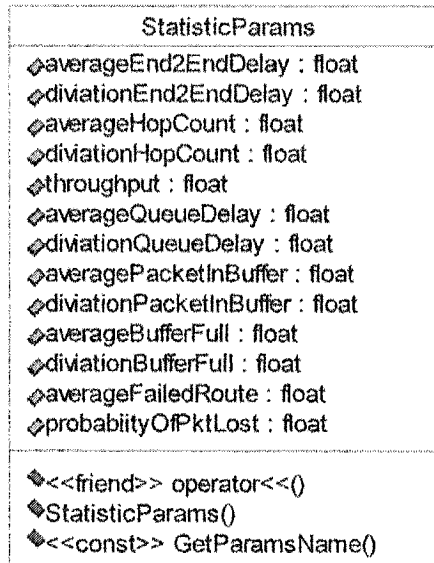 StatisticParams
averageEnd2EndDelay : float
diviationEnd2EndDelay : float
averageHopCount : float
diviationHopCount : float
throughput : float
averageQueueDelay : float
diviationQueueDelay : float
averagePacketInBuffer : float
diviationPacketInBuffer : float
averageBufferFull : float
diviationBufferFull : float
averageFailedRoute : float
probabiityOfPktLost : float
<<friend>> operator<<()
StatisticParams()
<<const>> GetParamsName()